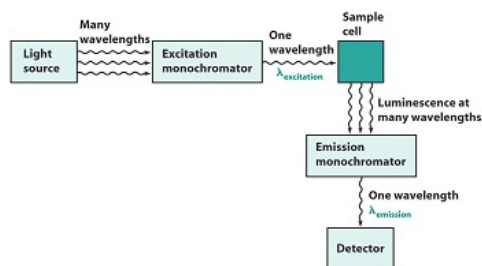 Many
wavelengths
Light
source
Excitation
monochromator
One
wavelength
λexcitation
Sample
cell
Luminescence at
many wavelengths
Emission
monochromator
One wavelength
λemission
Detector